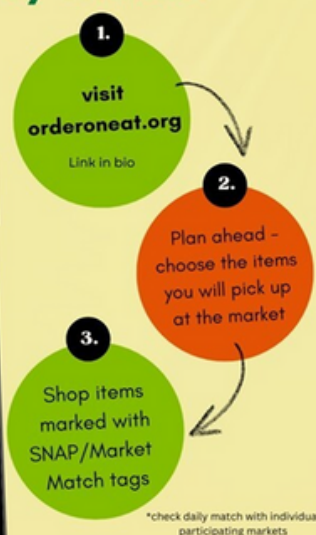 1.
visit
orderoneat.org
Link in bio
2.
Plan ahead -
choose the items
you will pick up
at the market
3.
Shop items
marked with
SNAP/Market
Match tags
*check daily match with individua
participating markets